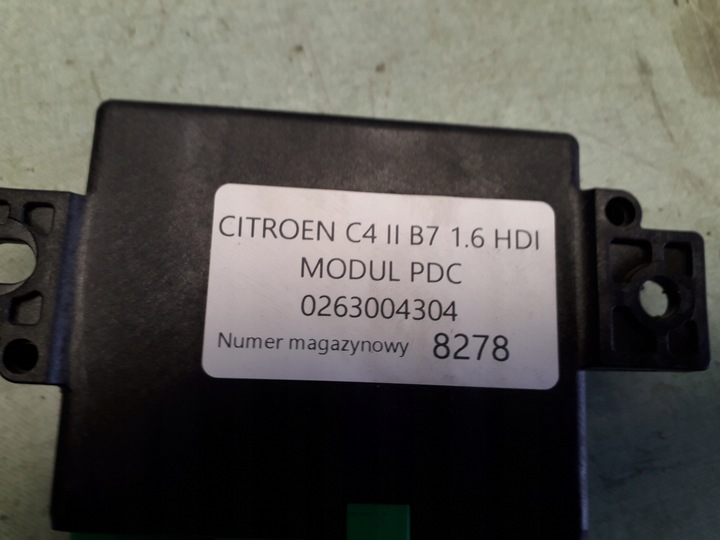 CITROEN C4 II B7 1.6 HDI
MODUL PDC
0263004304
Numer magazynowy 8278